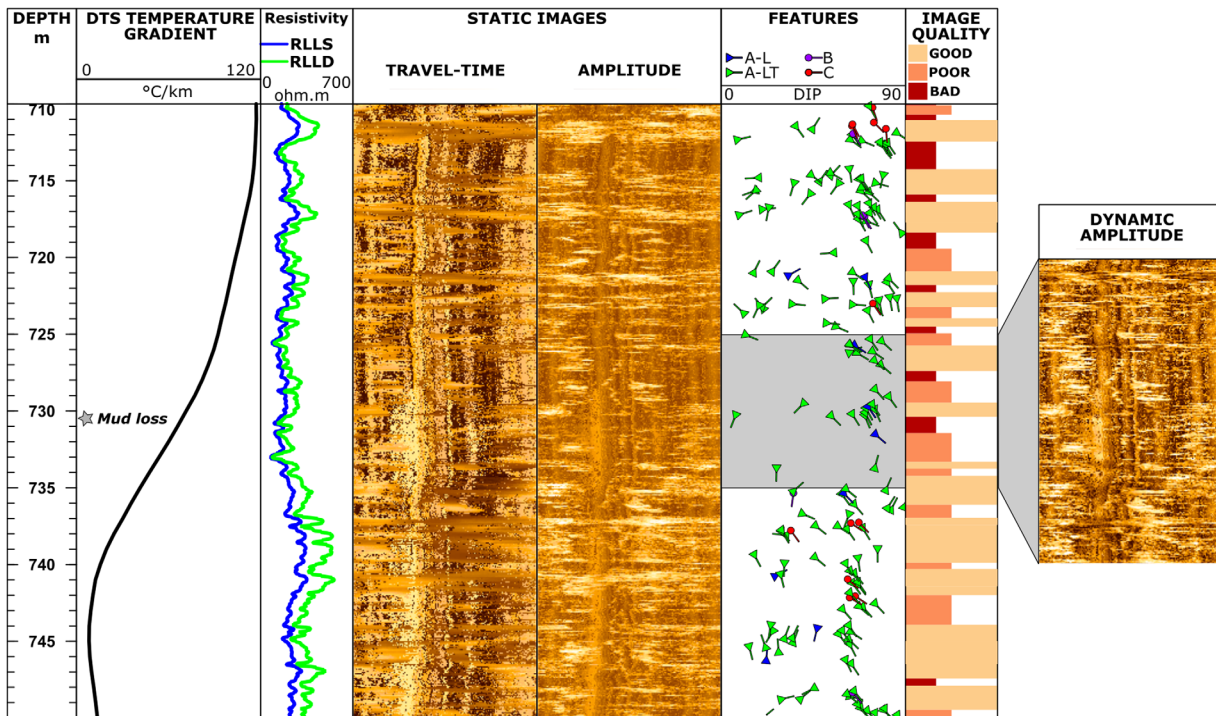 DEPTH
m
DTS TEMPERATURE
GRADIENT
0 120
°C/km
Resistivity
RLLS
RLLD
0 700
ohm.m
STATIC IMAGES
TRAVEL-TIME AMPLITUDE
FEATURES
A-L B
A-LT C
0 DIP 90
IMAGE
QUALITY
GOOD
POOR
BAD
710
715
720
725
730
735
740
745
Mud loss
DYNAMIC
AMPLITUDE